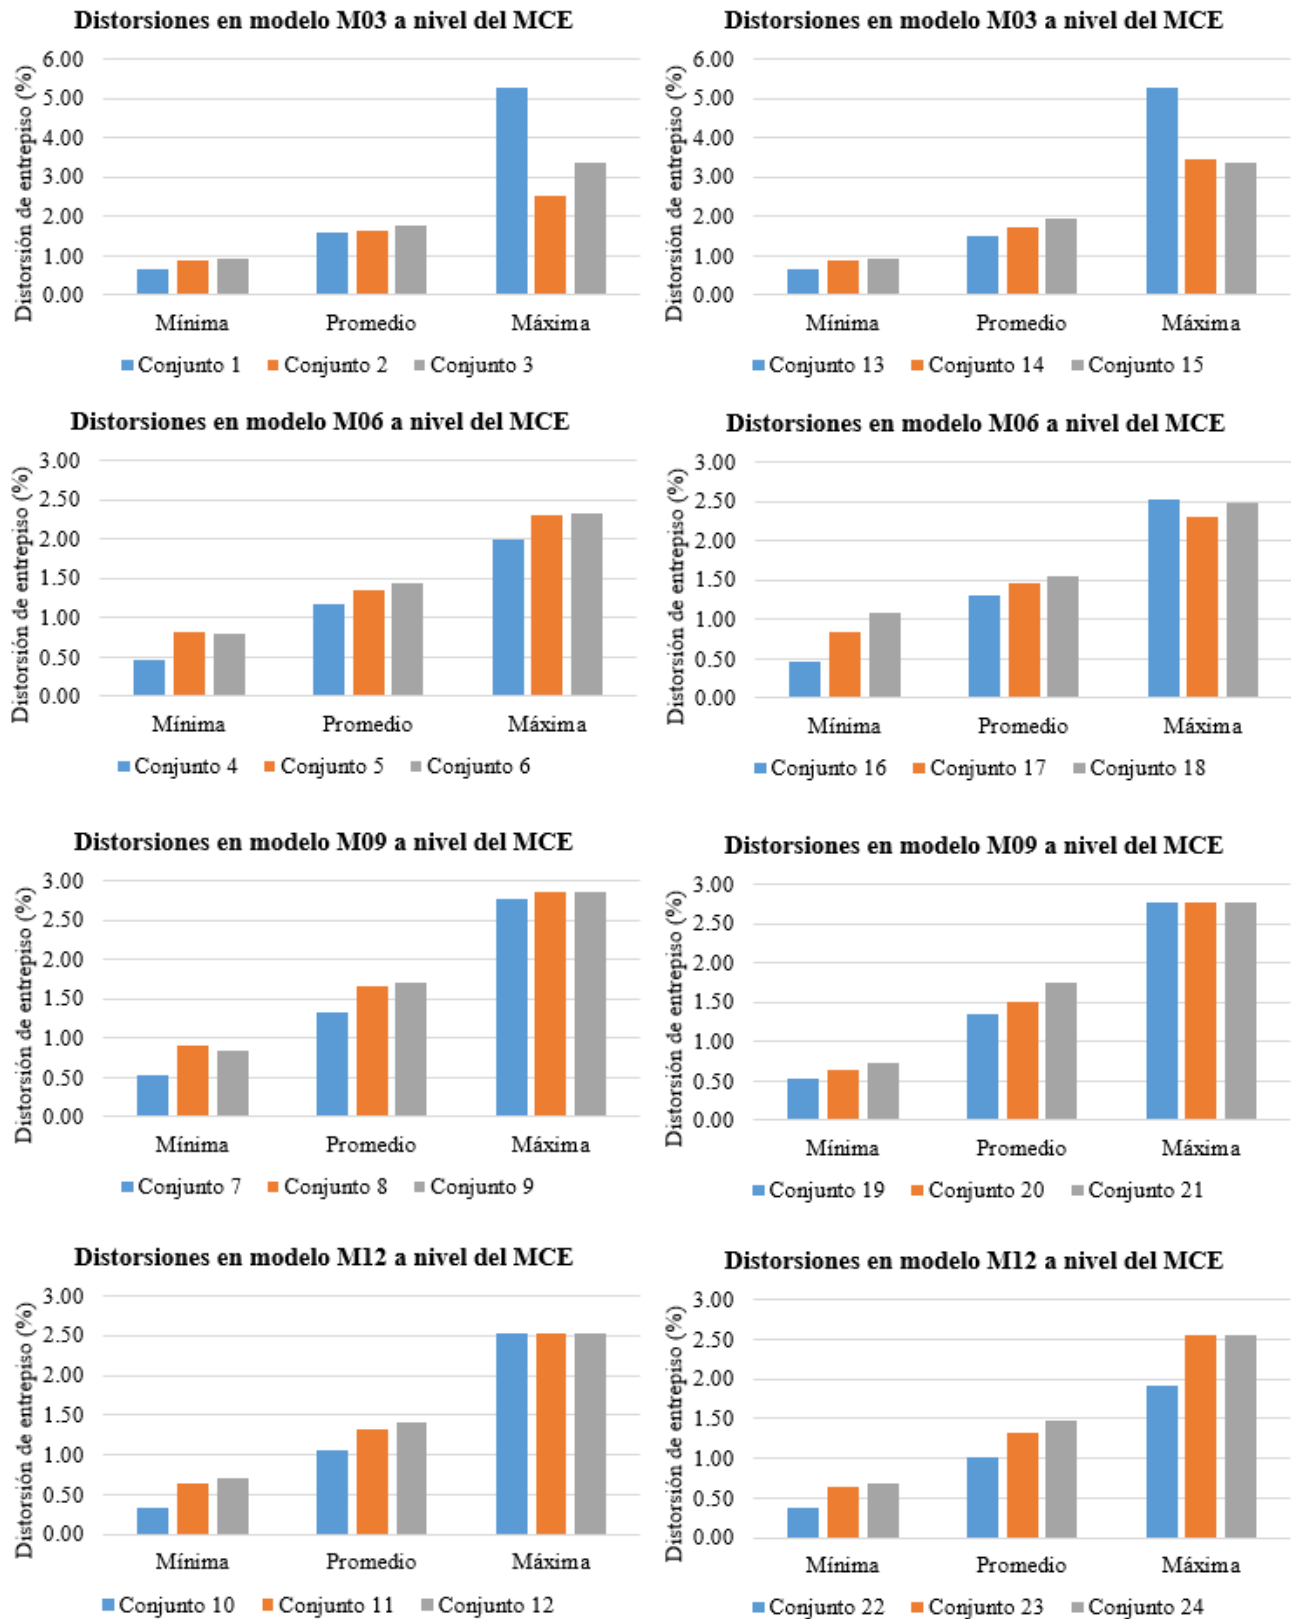 Distorsiones en modelo M03 a nivel del MCE
Distorsión de entrepiso (%)
6.00
5.00
4.00
3.00
2.00
1.00
0.00
Mínima Promedio Máxima
Conjunto 1 Conjunto 2 Conjunto 3
Distorsiones en modelo M03 a nivel del MCE
Distorsión de entrepiso (%)
6.00
5.00
4.00
3.00
2.00
1.00
0.00
Mínima Promedio Máxima
Conjunto 13 Conjunto 14 Conjunto 15
Distorsiones en modelo M06 a nivel del MCE
Distorsión de entrepiso (%)
3.00
2.50
2.00
1.50
1.00
0.50
0.00
Mínima Promedio Máxima
Conjunto 4 Conjunto 5 Conjunto 6
Distorsiones en modelo M06 a nivel del MCE
Distorsión de entrepiso (%)
3.00
2.50
2.00
1.50
1.00
0.50
0.00
Mínima Promedio Máxima
Conjunto 16 Conjunto 17 Conjunto 18
Distorsiones en modelo M09 a nivel del MCE
Distorsión de entrepiso (%)
3.00
2.50
2.00
1.50
1.00
0.50
0.00
Mínima Promedio Máxima
Conjunto 7 Conjunto 8 Conjunto 9
Distorsiones en modelo M09 a nivel del MCE
Distorsión de entrepiso (%)
3.00
2.50
2.00
1.50
1.00
0.50
0.00
Mínima Promedio Máxima
Conjunto 19 Conjunto 20 Conjunto 21
Distorsiones en modelo M12 a nivel del MCE
Distorsión de entrepiso (%)
3.00
2.50
2.00
1.50
1.00
0.50
0.00
Mínima Promedio Máxima
Conjunto 10 Conjunto 11 Conjunto 12
Distorsiones en modelo M12 a nivel del MCE
Distorsión de entrepiso (%)
3.00
2.50
2.00
1.50
1.00
0.50
0.00
Mínima Promedio Máxima
Conjunto 22 Conjunto 23 Conjunto 24